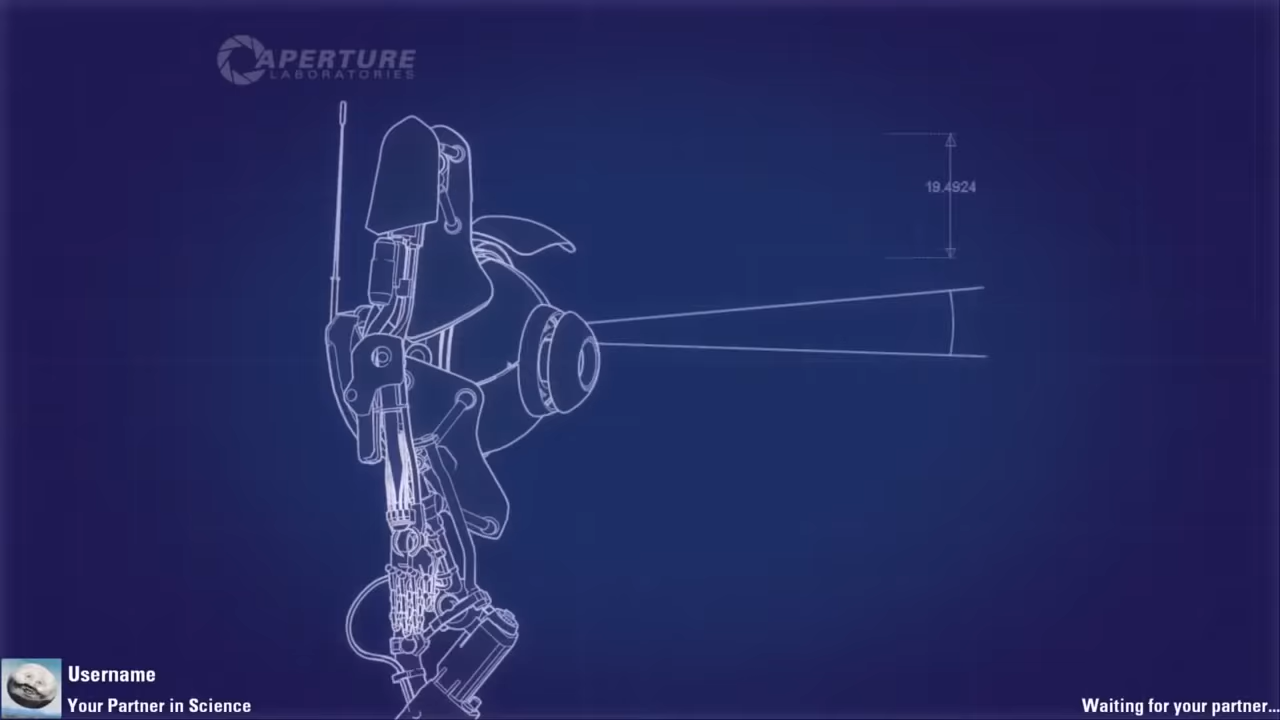 APERTURE
LABORATORIES
19.4924
Username
Your Partner in Science
Waiting for your partner...